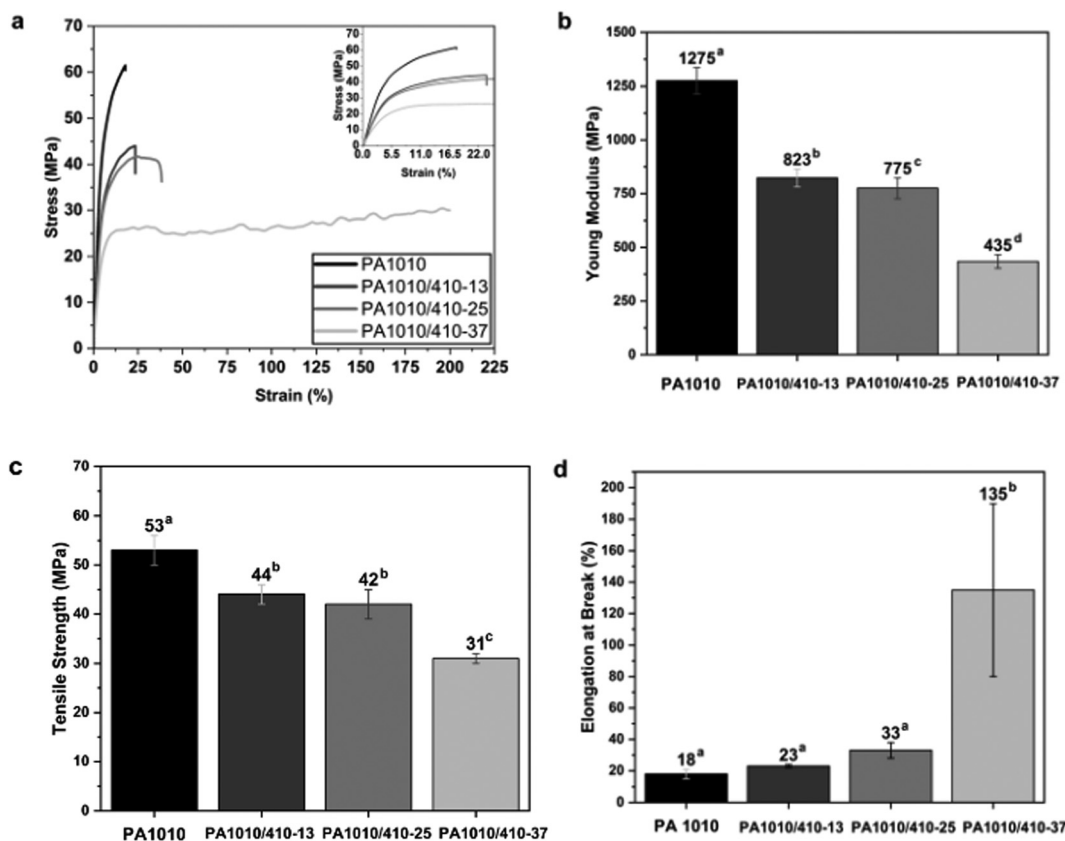 a
70
60
50
40
30
20
10
0
Stress (MPa)
0 25 50 75 100 125 150 175 200 225
Strain (%)
70
60
50
40
30
20
10
0
Stress (MPa)
0.0 5.5 11.0 16.5 22.0
Strain (%)
PA1010
PA1010/410-13
PA1010/410-25
PA1010/410-37
b
1500
1250
1000
750
500
250
0
Young Modulus (MPa)
1275a
823b
775c
435d
PA1010 PA1010/410-13 PA1010/410-25 PA1010/410-37
c
70
60
50
40
30
20
10
0
Tensile Strength (MPa)
53a
44b
42b
31c
PA1010 PA1010/410-13 PA1010/410-25 PA1010/410-37
d
200
180
160
140
120
100
80
60
40
20
0
Elongation at Break (%)
18a
23a
33a
135b
PA 1010 PA1010/410-13 PA1010/410-25 PA1010/410-37